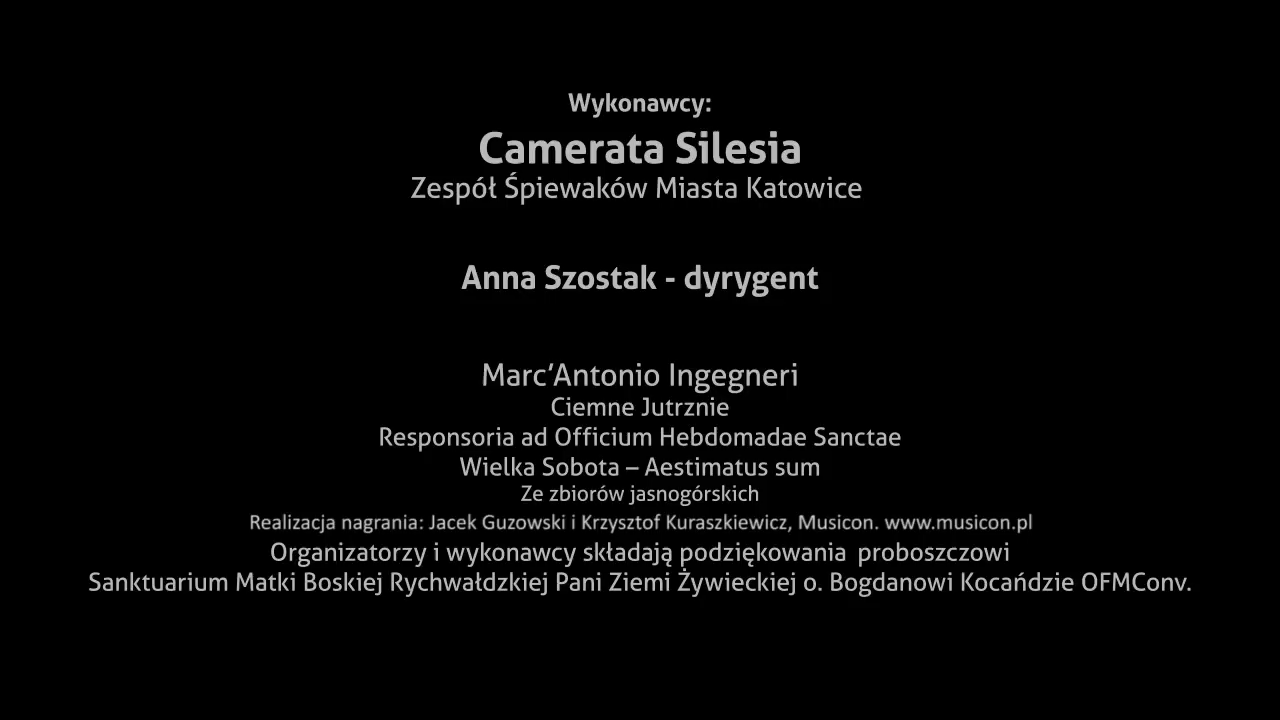 Wykonawcy:
Camerata Silesia
Zespół Śpiewaków Miasta Katowice
Anna Szostak - dyrygent
Marc’Antonio Ingegneri
Ciemne Jutrznie
Responsoria ad Officium Hebdomadae Sanctae
Wielka Sobota – Aestimatus sum
Ze zbiorów jasnogórskich
Realizacja nagrania: Jacek Guzowski i Krzysztof Kuraszkiewicz, Musicon. www.musicon.pl
Organizatorzy i wykonawcy składają podziękowania  proboszczowi
Sanktuarium Matki Boskiej Rychwałdzkiej Pani Ziemi Żywieckiej o. Bogdanowi Kocańdzie OFMConv.